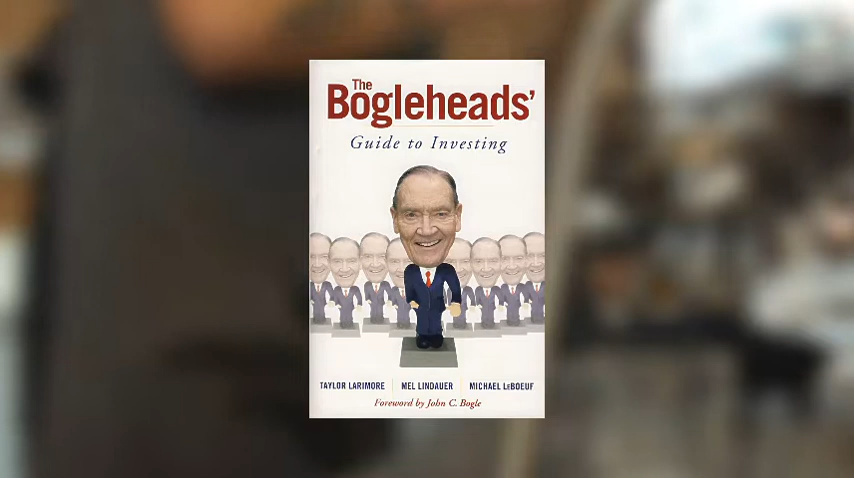 The
Bogleheads'
Guide to Investing
TAYLOR LARIMORE MEL LINDAUER MICHAEL LEBOEUF
Foreword by John C. Bogle